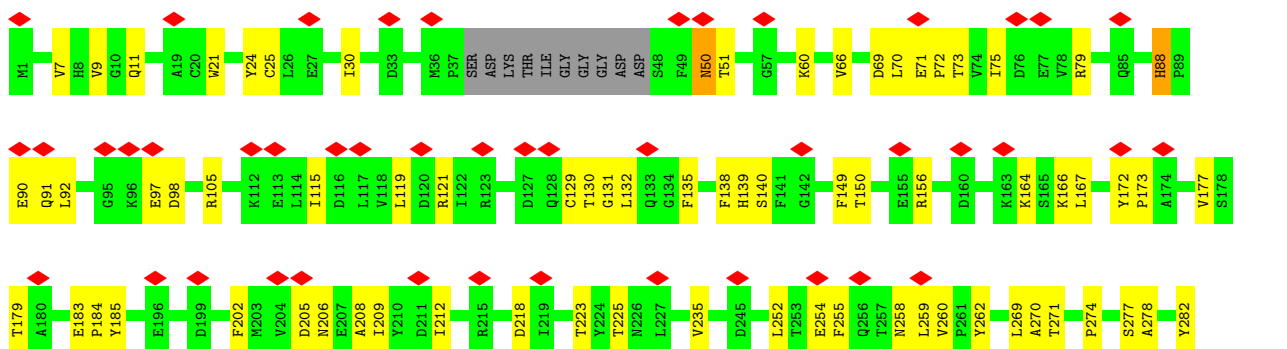 M1 V7 H8 V9 G10 Q11 A19 C20 W21 Y24 C25 L26 E27 I30 D33 M36 P37 SER ASP LYS THR ILE GLY GLY GLY ASP ASP S48 F49 N50 T51 G57 K60 V66 D69 L70 E71 P72 T73 V74 I75 D76 E77 V78 R79 Q85 H88 P89
E90 Q91 L92 G95 K96 E97 D98 R105 K112 E113 L114 I115 D116 L117 V118 L119 D120 R121 I122 R123 D127 Q128 C129 T130 G131 L132 Q133 G134 F135 F138 H139 S140 F141 G142 F149 T150 E155 R156 D160 K163 K164 S165 K166 L167 Y172 P173 A174 V177 S178
T179 A180 E183 P184 Y185 E196 D199 F202 M203 V204 D205 N206 E207 A208 I209 Y210 D211 I212 R215 D218 I219 T223 Y224 T225 N226 L227 V235 D245 L252 T253 E254 F255 Q256 T257 N258 L259 V260 P261 Y262 L269 A270 T271 P274 S277 A278 Y282